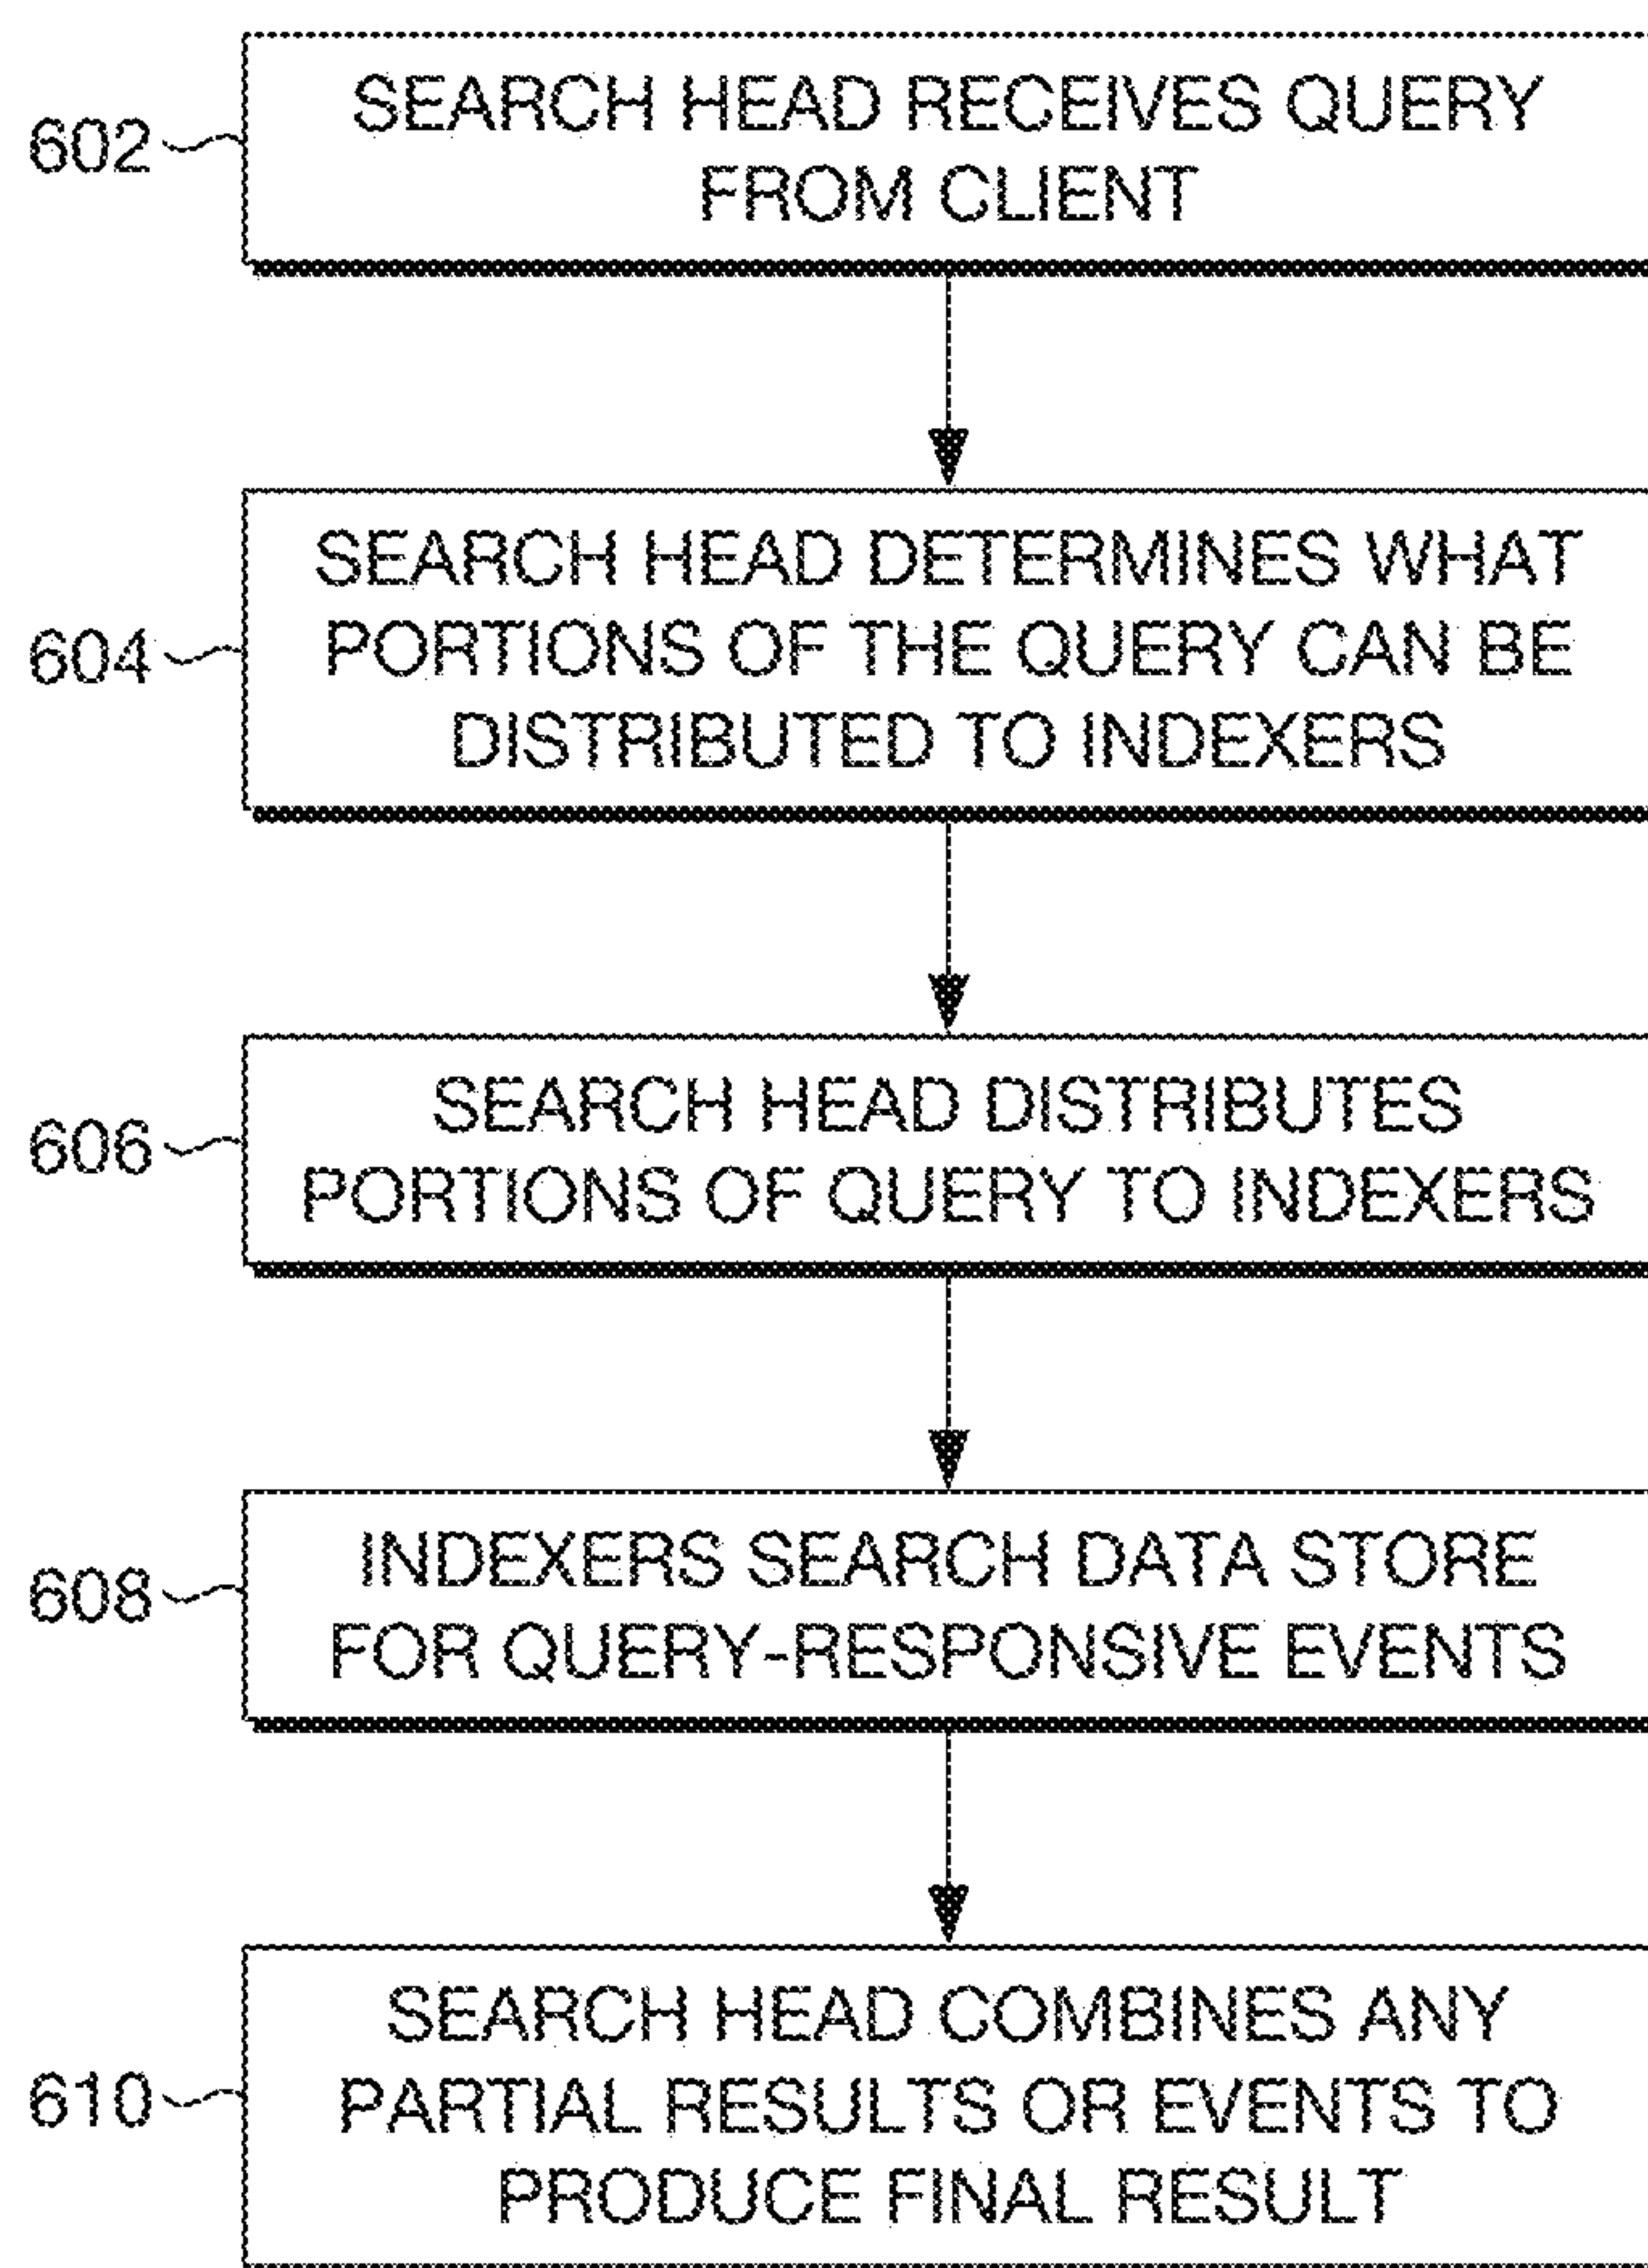 602
SEARCH HEAD RECEIVES QUERY
FROM CLIENT
604
SEARCH HEAD DETERMINES WHAT
PORTIONS OF THE QUERY CAN BE
DISTRIBUTED TO INDEXERS
606
SEARCH HEAD DISTRIBUTES
PORTIONS OF QUERY TO INDEXERS
608
INDEXERS SEARCH DATA STORE
FOR QUERY-RESPONSIVE EVENTS
610
SEARCH HEAD COMBINES ANY
PARTIAL RESULTS OR EVENTS TO
PRODUCE FINAL RESULT